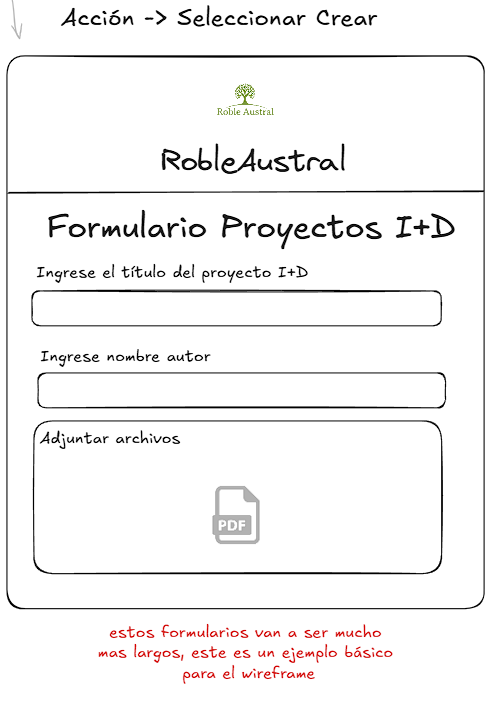 Acción -> Seleccionar Crear
Roble Austral
RobleAustral
Formulario Proyectos I+D
Ingrese el título del proyecto I+D
Ingrese nombre autor
Adjuntar archivos
PDF
estos formularios van a ser mucho
mas largos, este es un ejemplo básico
para el wireframe